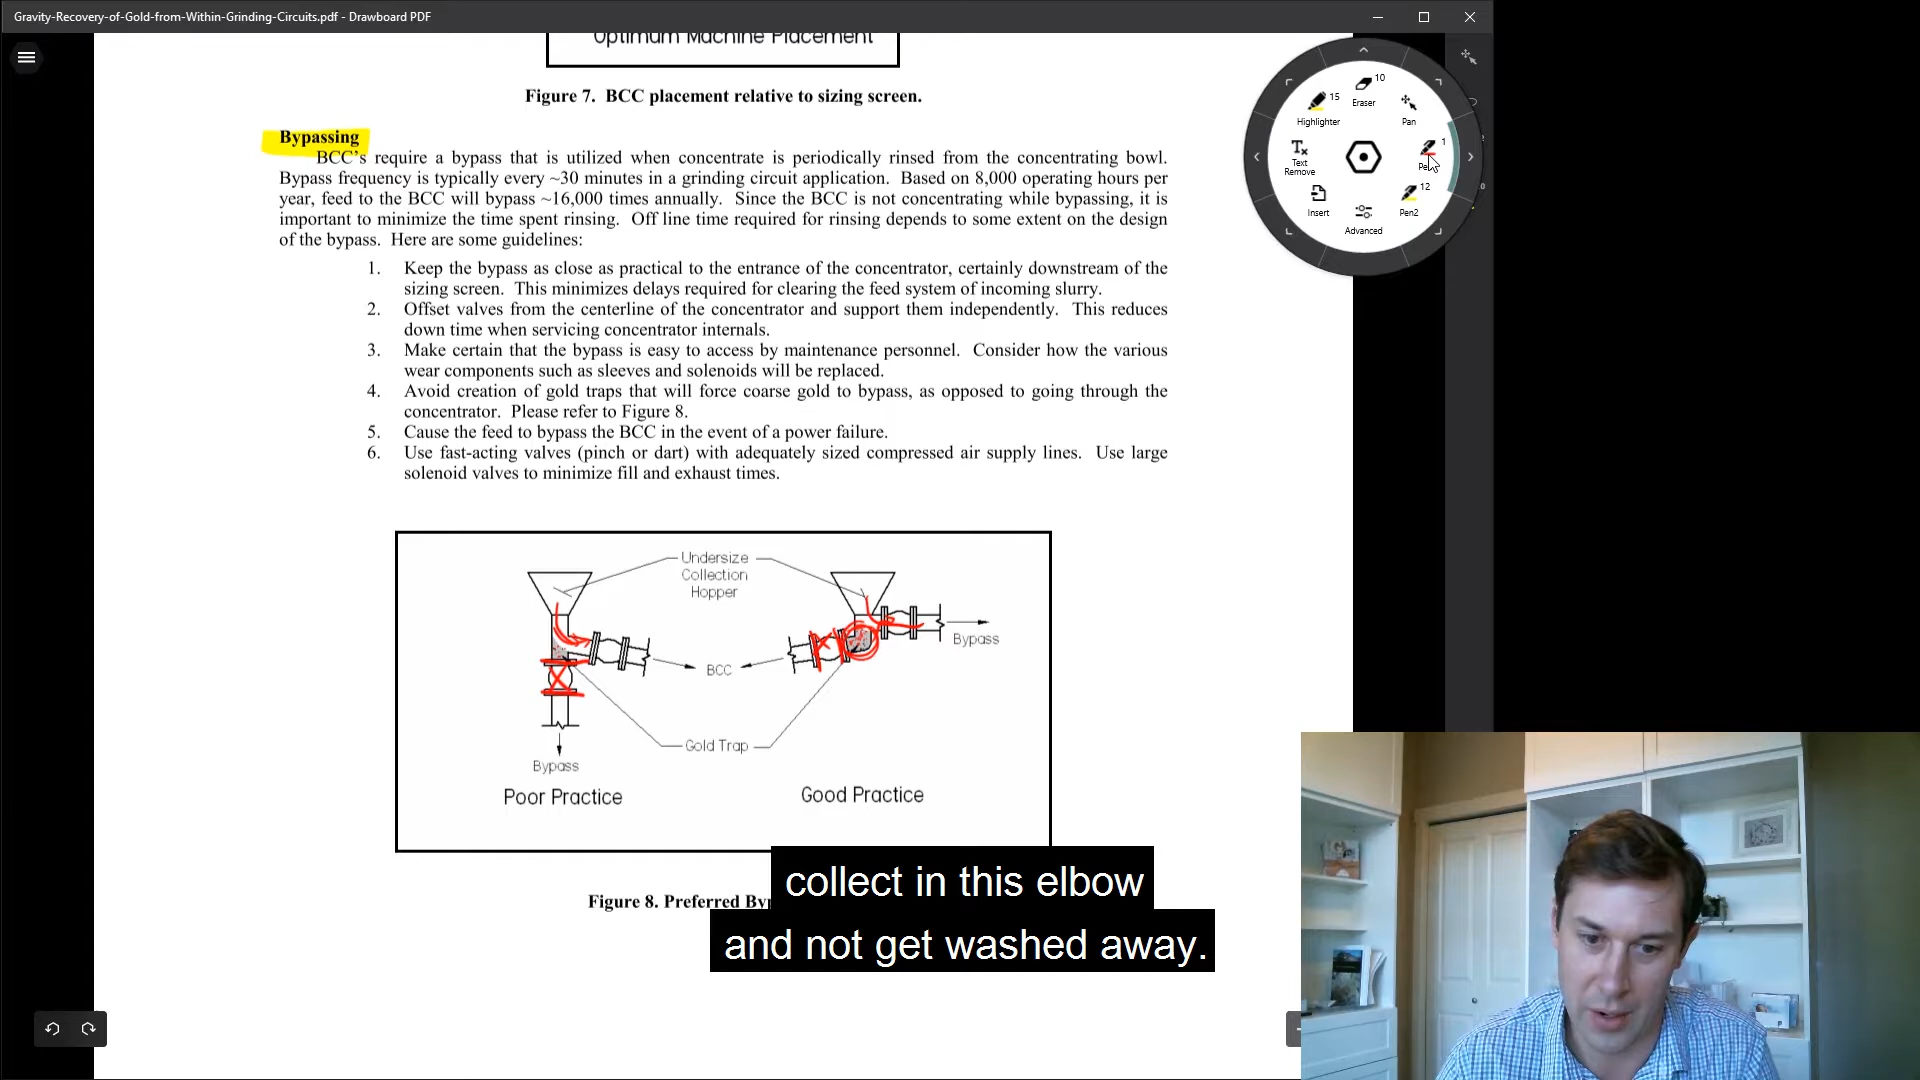 Gravity-Recovery-of-Gold-from-Within-Grinding-Circuits.pdf - Drawboard PDF
Optimum Machine Placement
Figure 7. BCC placement relative to sizing screen.
Bypassing
BCC's require a bypass that is utilized when concentrate is periodically rinsed from the concentrating bowl.
Bypass frequency is typically every ~30 minutes in a grinding circuit application. Based on 8,000 operating hours per
year, feed to the BCC will bypass ~16,000 times annually. Since the BCC is not concentrating while bypassing, it is
important to minimize the time spent rinsing. Off line time required for rinsing depends to some extent on the design
of the bypass. Here are some guidelines:
1. Keep the bypass as close as practical to the entrance of the concentrator, certainly downstream of the
sizing screen. This minimizes delays required for clearing the feed system of incoming slurry.
2. Offset valves from the centerline of the concentrator and support them independently. This reduces
down time when servicing concentrator internals.
3. Make certain that the bypass is easy to access by maintenance personnel. Consider how the various
wear components such as sleeves and solenoids will be replaced.
4. Avoid creation of gold traps that will force coarse gold to bypass, as opposed to going through the
concentrator. Please refer to Figure 8.
5. Cause the feed to bypass the BCC in the event of a power failure.
6. Use fast-acting valves (pinch or dart) with adequately sized compressed air supply lines. Use large
solenoid valves to minimize fill and exhaust times.
Undersize
Collection
Hopper
Bypass
BCC
Gold Trap
Bypass
Poor Practice
Good Practice
Figure 8. Preferred Byp
collect in this elbow
and not get washed away.
10
Eraser
15
Highlighter
Pan
Text
Remove
1
Pe
Insert
12
Pen2
Advanced